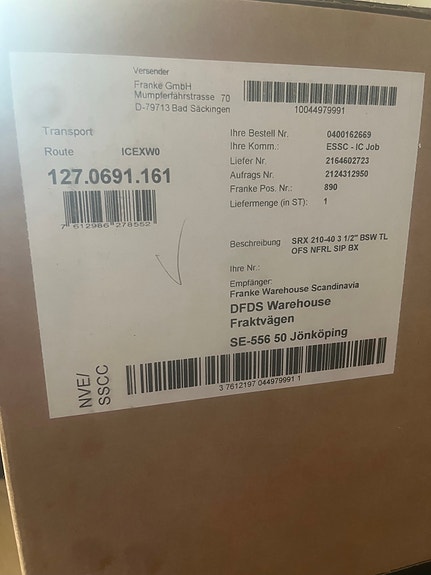 Versender
Franke GmbH
Mumpferfährstrasse 70
D-79713 Bad Säckingen
10044979991
Transport
Route ICEXW0
127.0691.161
7 612986 278552
Ihre Bestell Nr. 0400162669
Ihre Komm.: ESSC - IC Job
Liefer Nr. 2164602723
Aufrags Nr. 2124312950
Franke Pos. Nr.: 890
Liefermenge (in ST): 1
Beschreibung SRX 210-40 3 1/2" BSW TL
OFS NFRL SIP BX
Ihre Nr.:
Empfänger:
Franke Warehouse Scandinavia
DFDS Warehouse
Fraktvägen
SE-556 50 Jönköping
NVE/
SSCC
3 7612197 044979991 1